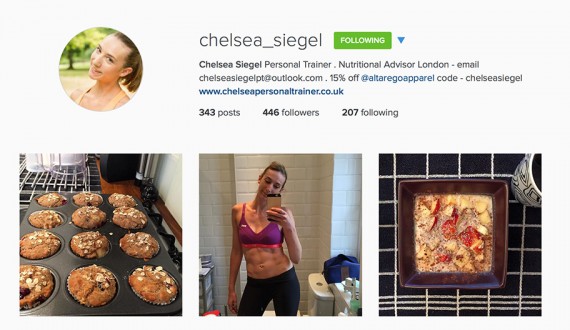 chelsea_siegel FOLLOWING
Chelsea Siegel Personal Trainer . Nutritional Advisor London - email
chelseasiegelpt@outlook.com . 15% off @altaregoapparel code - chelseasiegel
www.chelseapersonaltrainer.co.uk
343 posts 446 followers 207 following